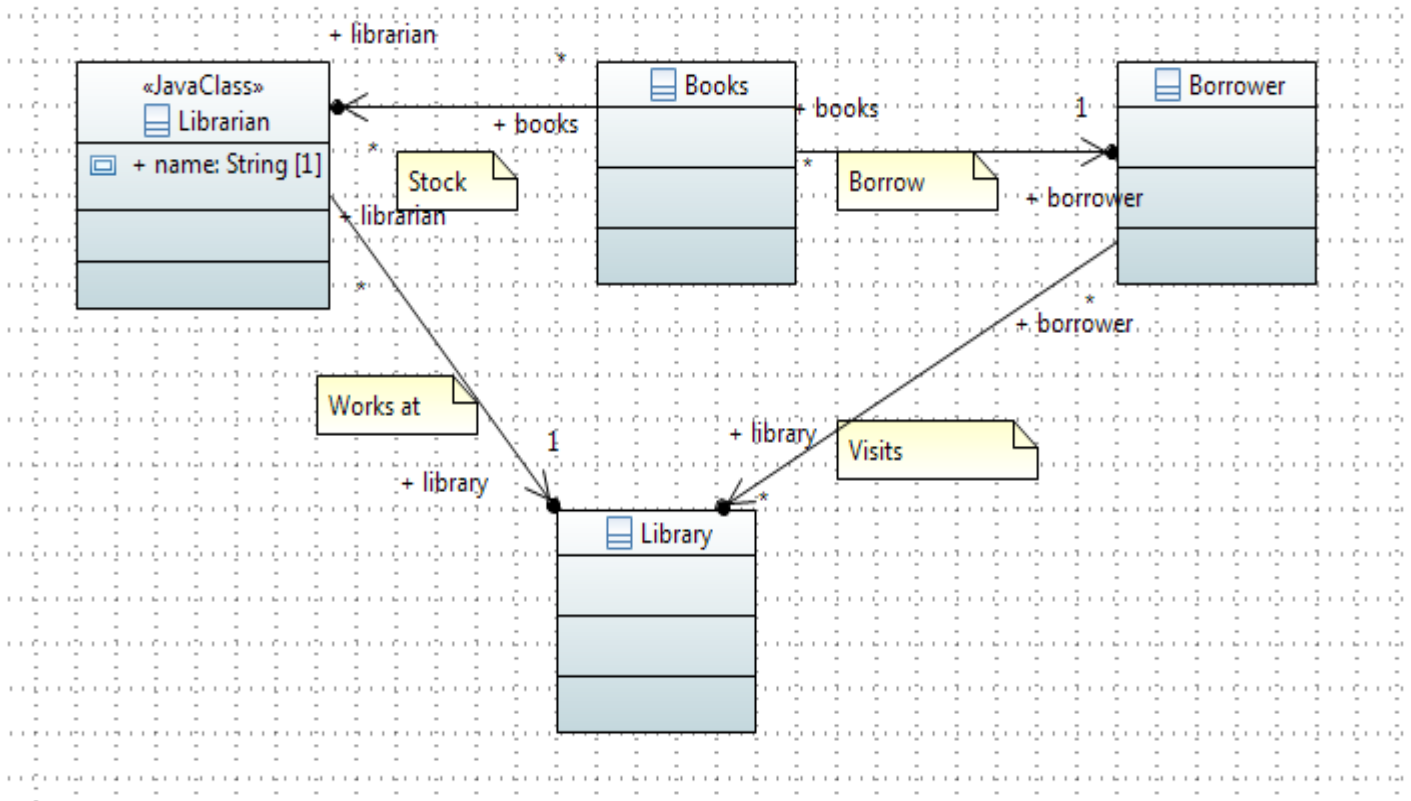 + librarian
*
«JavaClass»
Librarian
+ name: String [1]
Books
Borrower
+ books
1
+ books
*
Stock
*
Borrow
+ borrower
+ librarian
*
*
+ borrower
Works at
1
+ library
Visits
+ library
*
Library